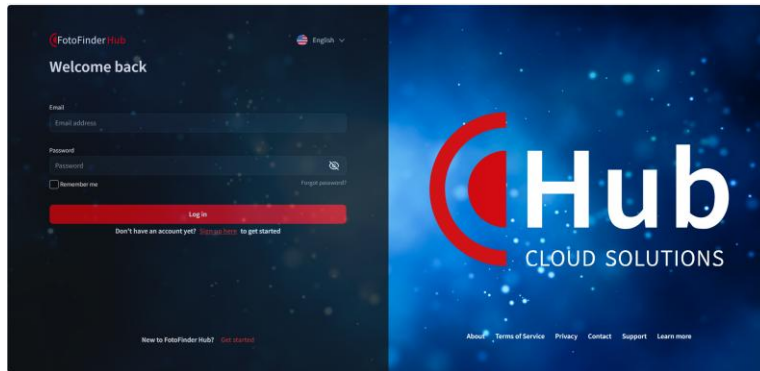 FotoFinder Hub
English
Welcome back
Email
Email address
Password
Password
Remember me
Forgot password?
Log in
Don't have an account yet? Sign up here to get started
New to FotoFinder Hub? Get started
Hub
CLOUD SOLUTIONS
About Terms of Service Privacy Contact Support Learn more